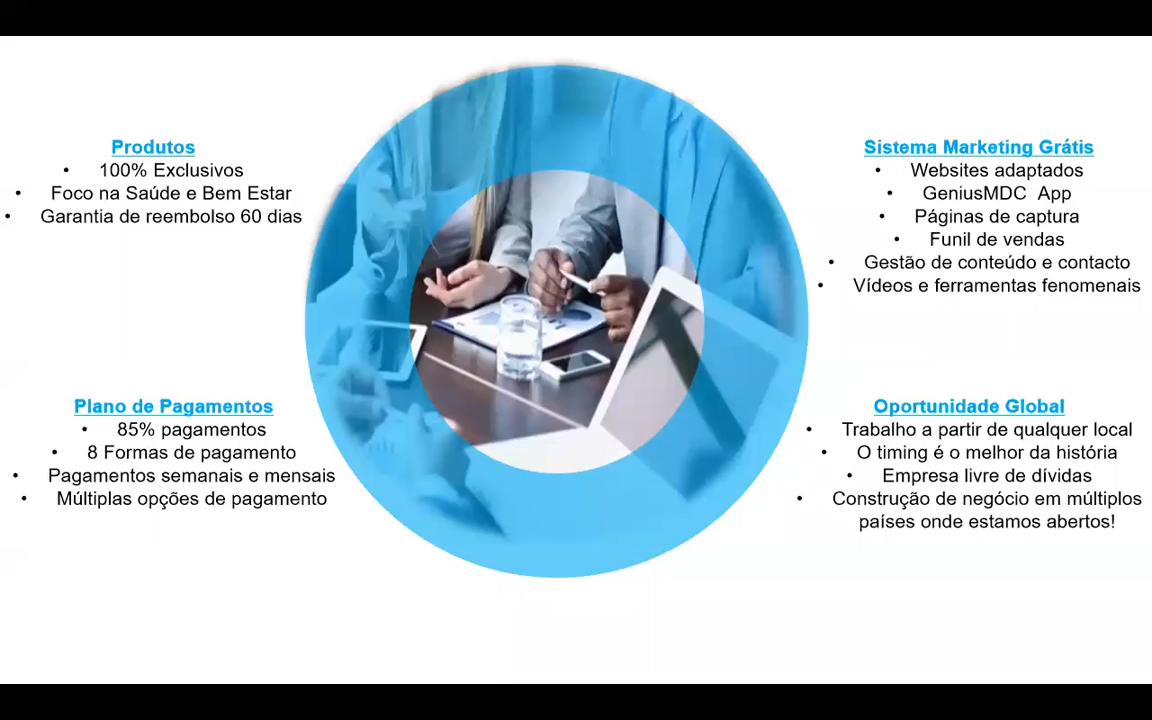 Produtos
• 100% Exclusivos
• Foco na Saúde e Bem Estar
• Garantia de reembolso 60 dias
Sistema Marketing Grátis
• Websites adaptados
• GeniusMDC App
• Páginas de captura
• Funil de vendas
• Gestão de conteúdo e contacto
• Vídeos e ferramentas fenomenais
Plano de Pagamentos
• 85% pagamentos
• 8 Formas de pagamento
• Pagamentos semanais e mensais
• Múltiplas opções de pagamento
Oportunidade Global
• Trabalho a partir de qualquer local
• O timing é o melhor da história
• Empresa livre de dívidas
• Construção de negócio em múltiplos
países onde estamos abertos!